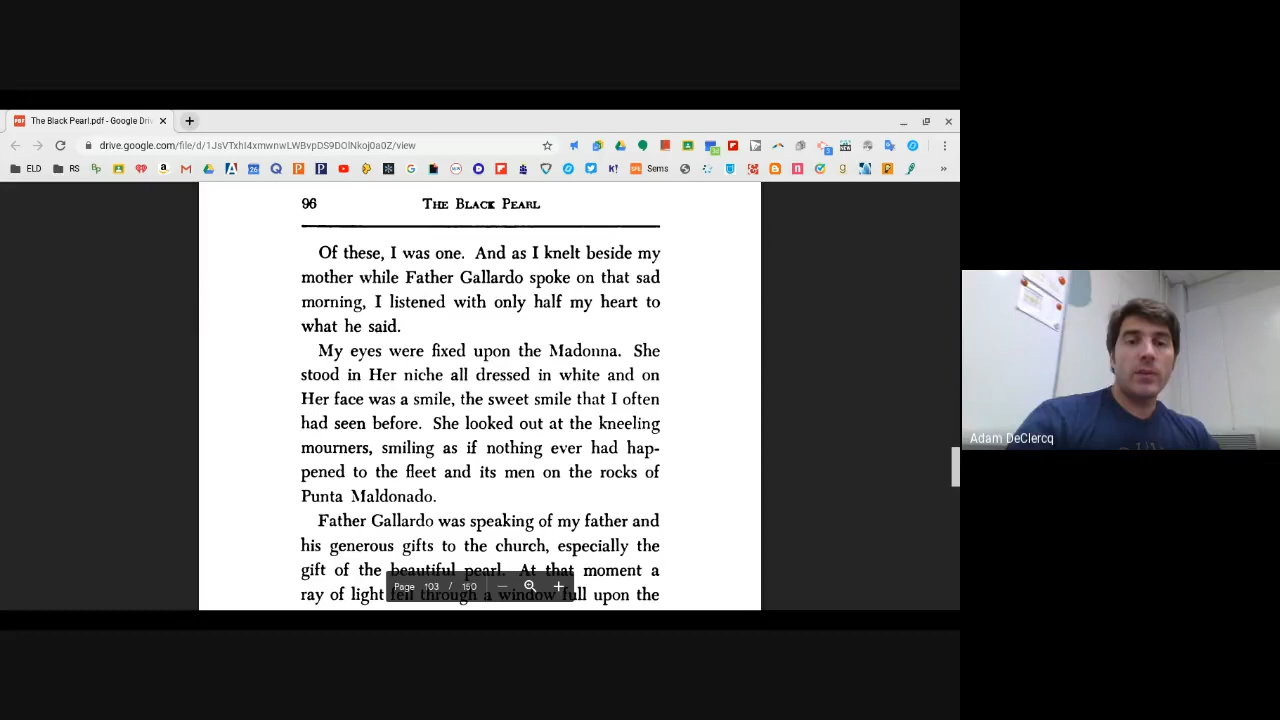 The Black Pearl.pdf - Google Driv
drive.google.com/file/d/1JsVTxhI4xmwnwLWBvpDS9DOlNkoj0a0Z/view
ELD
RS
Sems
96 THE BLACK PEARL
Of these, I was one. And as I knelt beside my
mother while Father Gallardo spoke on that sad
morning, I listened with only half my heart to
what he said.
My eyes were fixed upon the Madonna. She
stood in Her niche all dressed in white and on
Her face was a smile, the sweet smile that I often
had seen before. She looked out at the kneeling
mourners, smiling as if nothing ever had hap-
pened to the fleet and its men on the rocks of
Punta Maldonado.
Father Gallardo was speaking of my father and
his generous gifts to the church, especially the
gift of the beautiful pearl. At that moment a
ray of light fell through a window full upon the
Page 103 / 150
Adam DeClercq